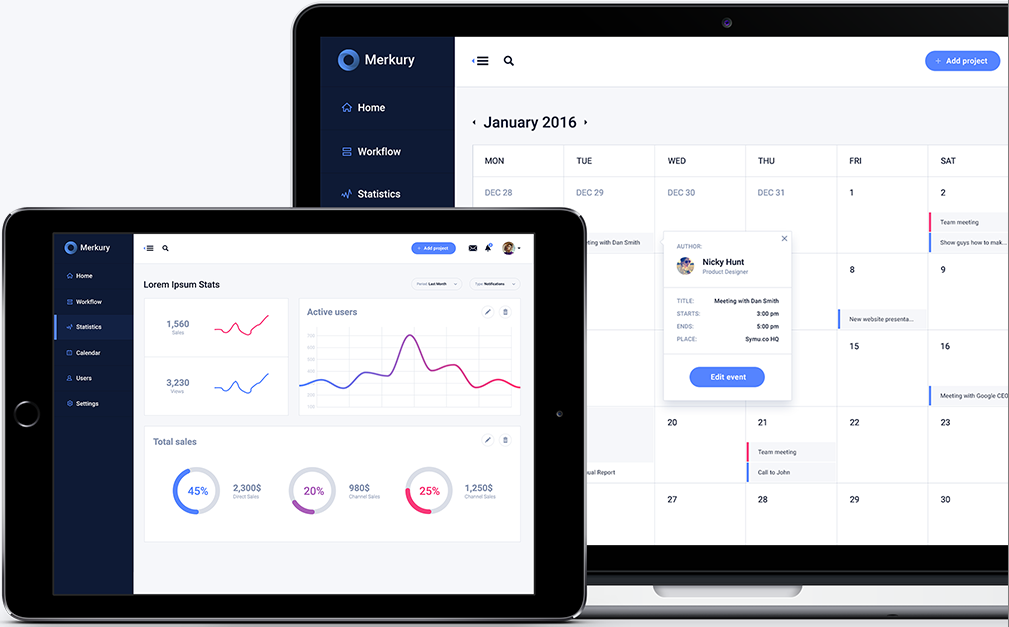 Merkury
Add project
Home
January 2016
Workflow
MON TUE WED THU FRI SAT
Statistics
DEC 28 DEC 29 DEC 30 DEC 31 1 2
Team meeting
ting with Dan Smith
Show guys how to mak...
AUTHOR:
Nicky Hunt
Product Designer
8 9
TITLE: Meeting with Dan Smith
STARTS: 3:00 pm
ENDS: 5:00 pm
PLACE: Symu.co HQ
New website presenta...
15 16
Edit event
Meeting with Google CEO
20 21 22 23
Team meeting
ual Report
Call to John
27 28 29 30
Merkury
Add project
Home
Lorem Ipsum Stats
Period: Last Month
Type: Notifications
Workflow
Statistics
Calendar
Users
Settings
1,560
Sales
3,230
Views
Active users
Total sales
45%
2,300$
Direct Sales
20%
980$
Channel Sales
25%
1,250$
Channel Sales